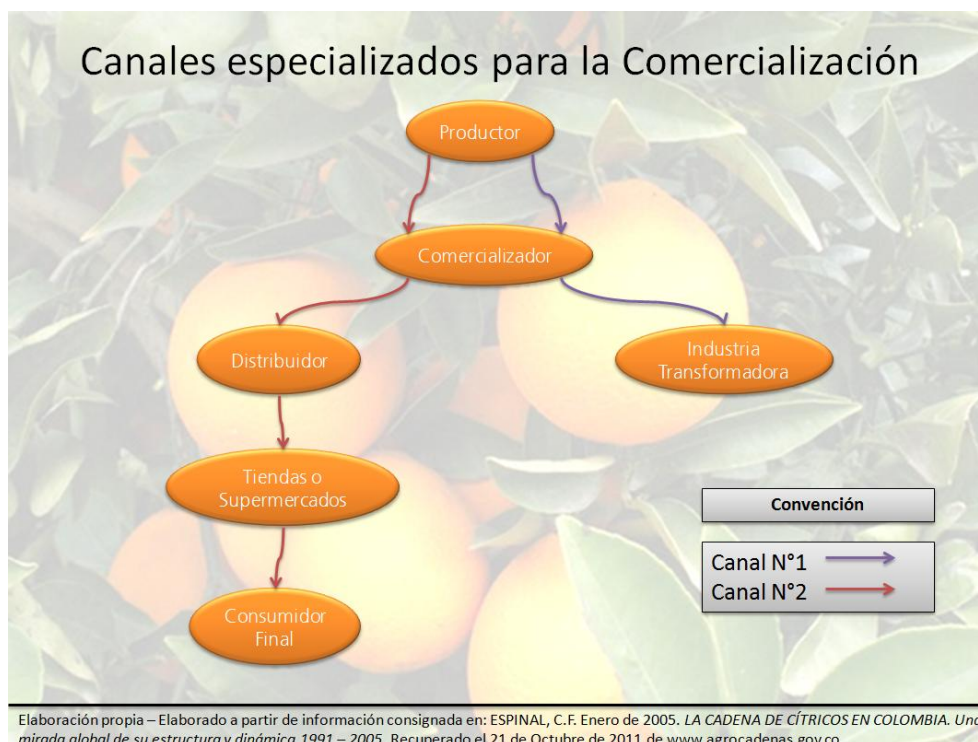 Canales especializados para la Comercialización
Productor
Comercializador
Distribuidor
Industria
Transformadora
Tiendas o
Supermercados
Consumidor
Final
Convención
Canal N°1
Canal N°2
Elaboración propia – Elaborado a partir de información consignada en: ESPINAL, C.F. Enero de 2005. LA CADENA DE CÍTRICOS EN COLOMBIA. Una
mirada global de su estructura y dinámica 1991 – 2005. Recuperado el 21 de Octubre de 2011 de www.agrocadenas.gov.co